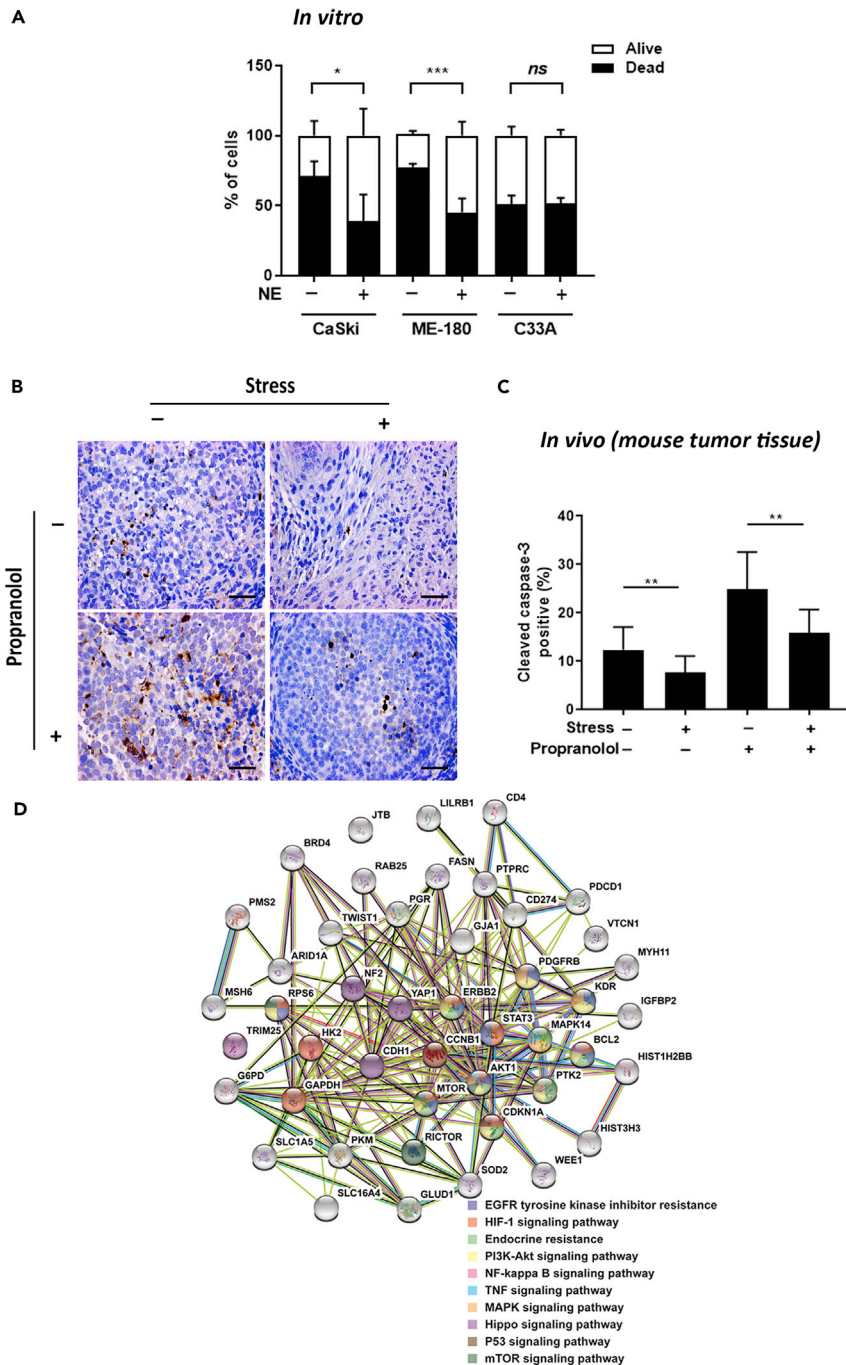 A
In vitro
Alive
Dead
150
100
50
0
% of cells
* *** ns
NE – + – + – +
CaSki ME-180 C33A
B
Stress
– +
Propranolol
–
+
C
In vivo (mouse tumor tissue)
40
30
20
10
0
Cleaved caspase-3
positive (%)
** **
Stress – + – +
Propranolol – – + +
D
JTB
LILRB1
CD4
BRD4
RAB25
FASN
PTPRC
PMS2
PGR
CD274
PDCD1
TWIST1
GJA1
VTCN1
ARID1A
MYH11
PDGFRB
MSH6
NF2
YAP1
ERBB2
KDR
RPS6
IGFBP2
STAT3
MAPK14
TRIM25
HK2
CCNB1
BCL2
CDH1
HIST1H2BB
G6PD
AKT1
GAPDH
MTOR
PTK2
CDKN1A
HIST3H3
SLC1A5
PKM
RICTOR
WEE1
SOD2
SLC16A4
GLUD1
EGFR tyrosine kinase inhibitor resistance
HIF-1 signaling pathway
Endocrine resistance
PI3K-Akt signaling pathway
NF-kappa B signaling pathway
TNF signaling pathway
MAPK signaling pathway
Hippo signaling pathway
P53 signaling pathway
mTOR signaling pathway